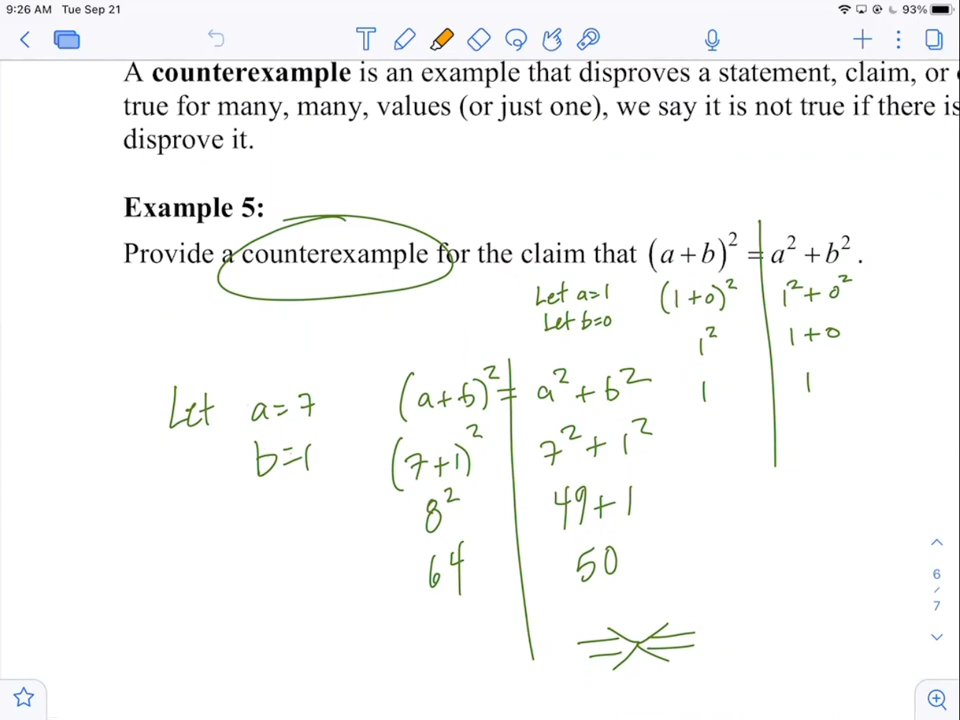 9:26 AM Tue Sep 21 93%
A counterexample is an example that disproves a statement, claim, or
true for many, many, values (or just one), we say it is not true if there is
disprove it.
Example 5:
Provide a counterexample for the claim that (a+b)² = a² + b².
Let a=1 (1+0)² 1² + 0²
Let b=0
1² 1+0
1 1
Let a=7 (a+b)² = a² + b²
b=1 (7+1)² 7² + 1²
8² 49+1
64 50
6
/
7